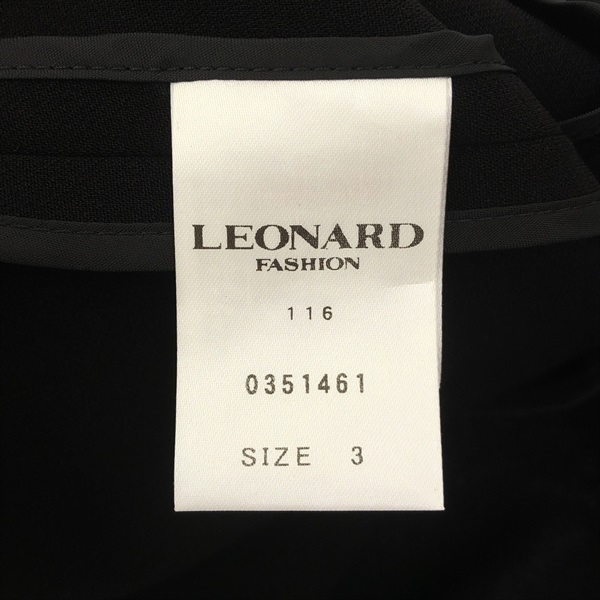 LEONARD
FASHION
116
0351461
SIZE 3